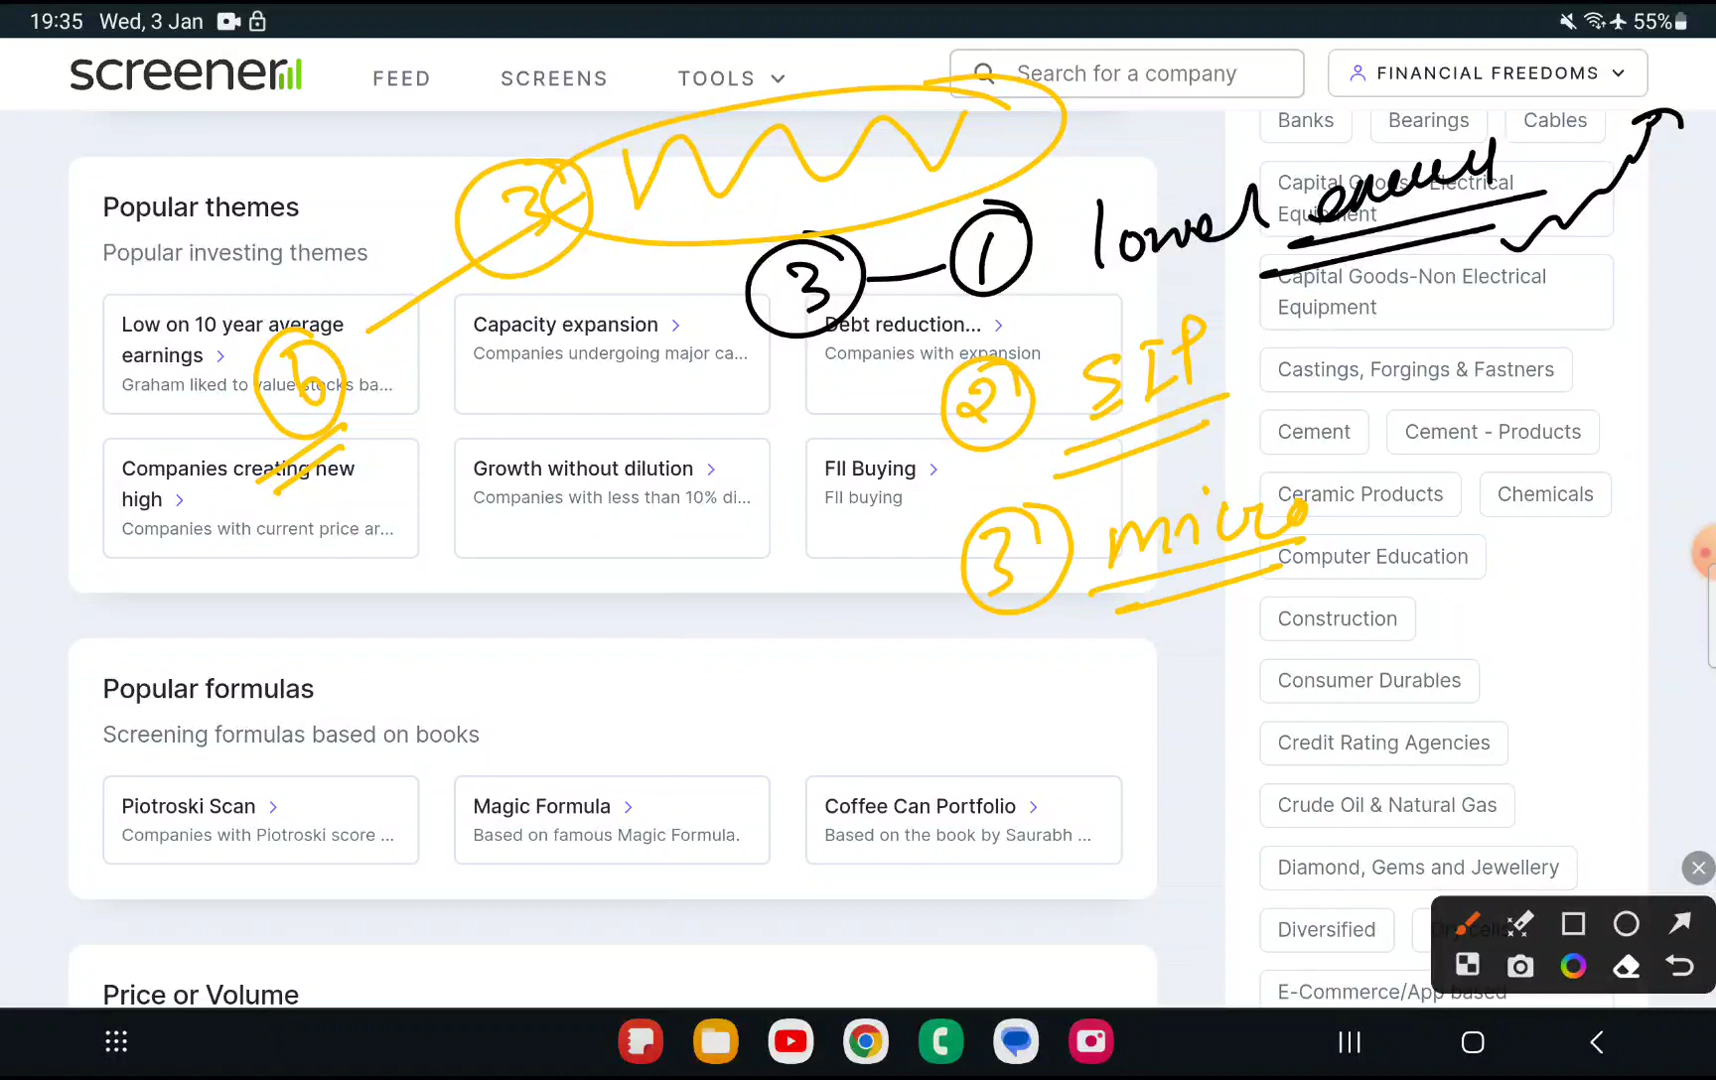 19:35 Wed, 3 Jan 55%
screener FEED SCREENS TOOLS Search for a company FINANCIAL FREEDOMS
Popular themes
Popular investing themes
Low on 10 year average
earnings
Graham liked to value stocks ba...
Capacity expansion
Companies undergoing major ca...
Debt reduction...
Companies with expansion
Companies creating new
high
Companies with current price ar...
Growth without dilution
Companies with less than 10% di...
FII Buying
FII buying
Popular formulas
Screening formulas based on books
Piotroski Scan
Companies with Piotroski score ...
Magic Formula
Based on famous Magic Formula.
Coffee Can Portfolio
Based on the book by Saurabh ...
Price or Volume
Banks Bearings Cables
Capital Goods - Electrical
Equipment
Capital Goods-Non Electrical
Equipment
Castings, Forgings & Fastners
Cement Cement - Products
Ceramic Products Chemicals
Computer Education
Construction
Consumer Durables
Credit Rating Agencies
Crude Oil & Natural Gas
Diamond, Gems and Jewellery
Diversified Dry cells
E-Commerce/App based
3
3 1 lower
6
2 SIP
3 micro